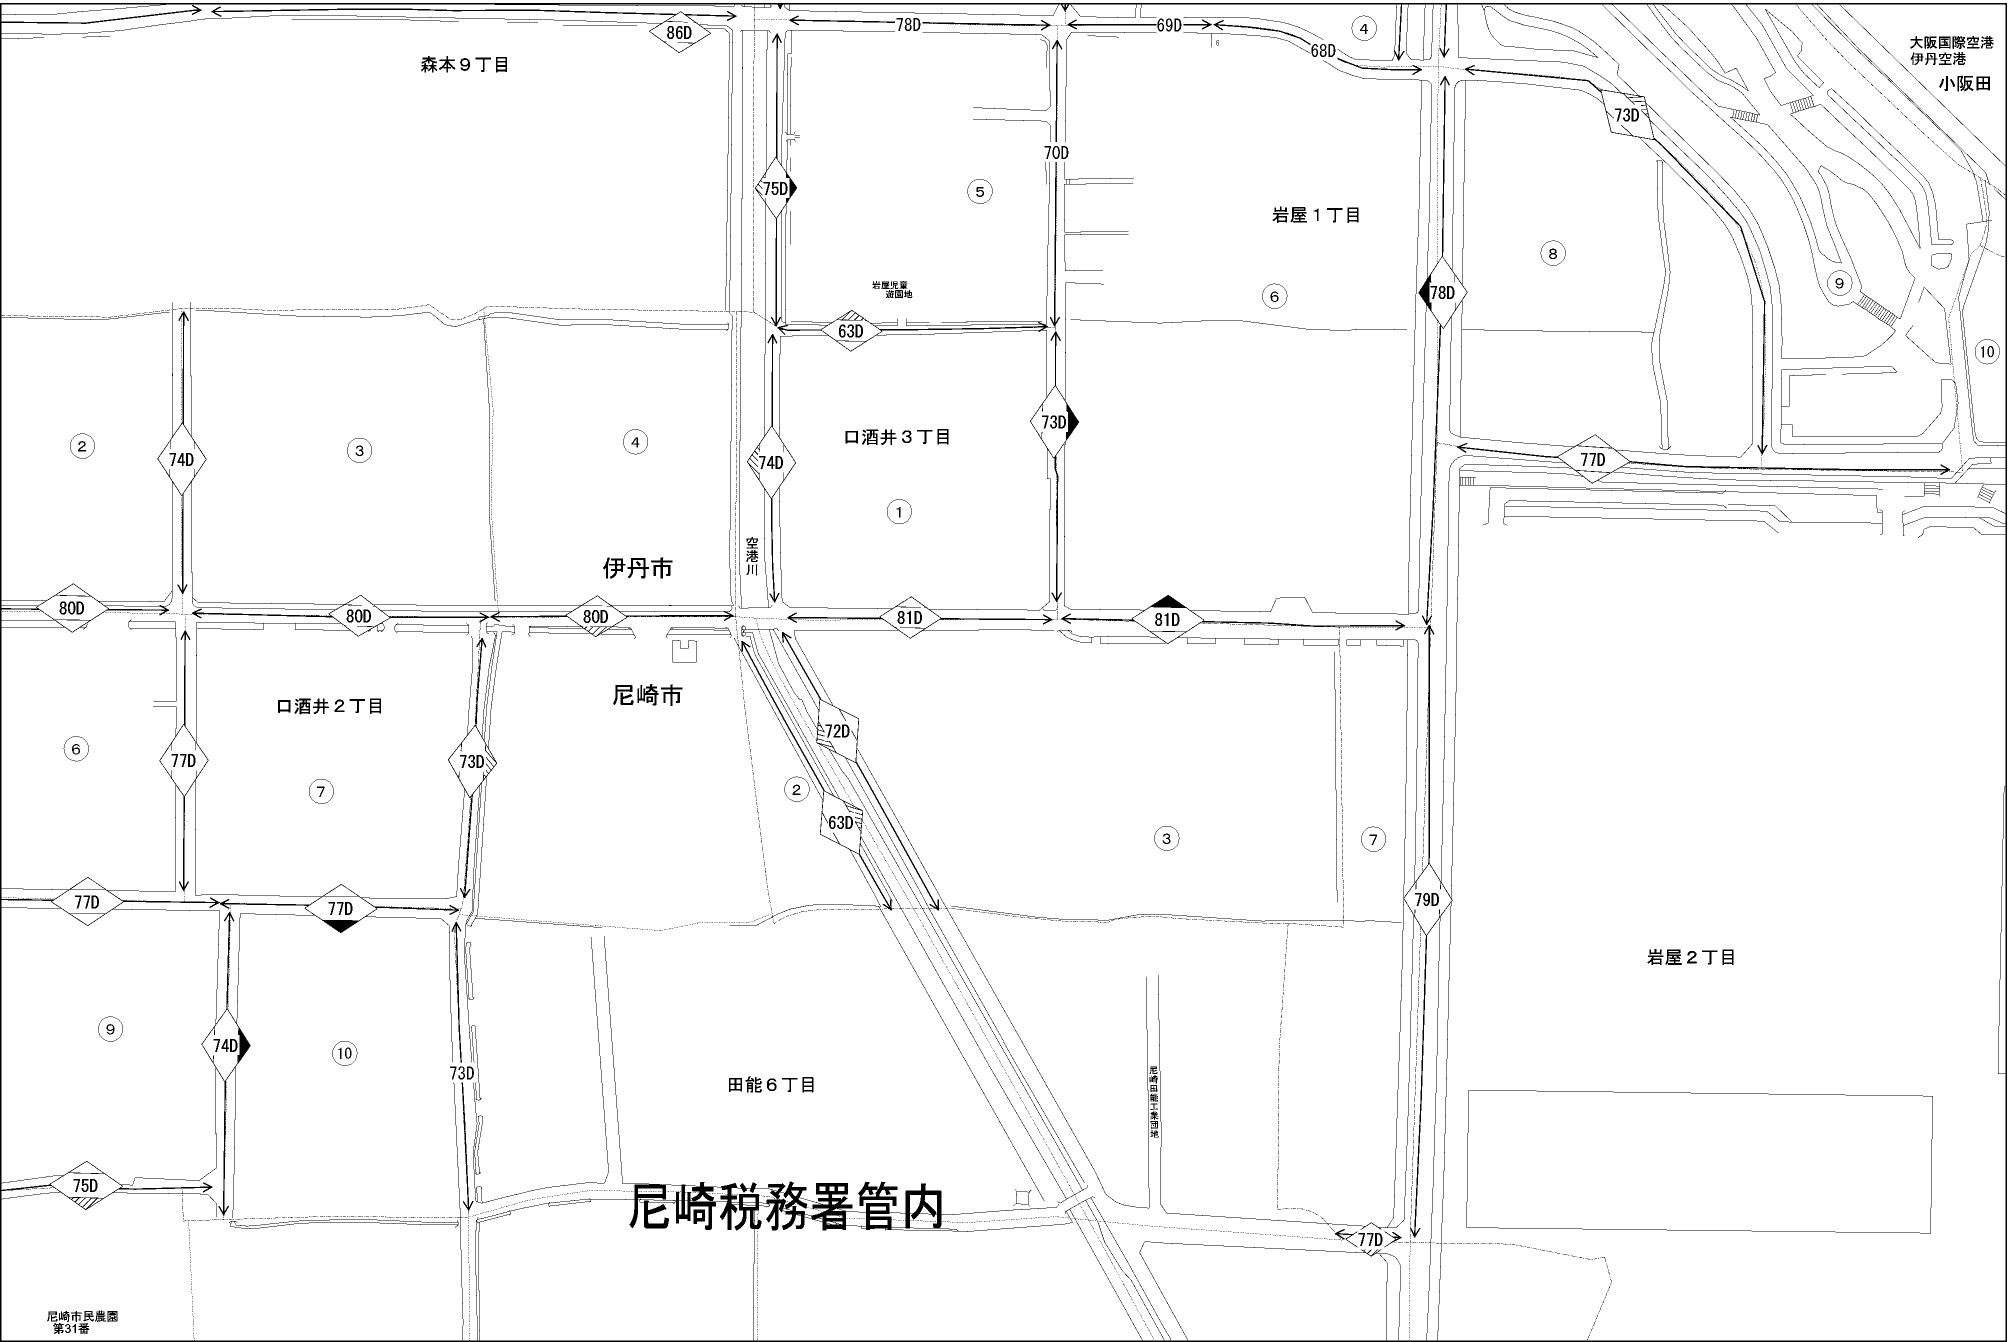 86D
78D
69D
68D
④
大阪国際空港
伊丹空港
小阪田
森本９丁目
6
73D
70D
75D
⑤
岩屋１丁目
⑧
岩屋児童
遊園地
⑥
78D
⑨
63D
⑩
②
74D
③
④
74D
口酒井３丁目
73D
77D
①
空港川
伊丹市
80D
80D
80D
81D
81D
尼崎市
口酒井２丁目
72D
⑥
77D
⑦
73D
②
63D
③
⑦
77D
77D
79D
岩屋２丁目
⑨
74D
⑩
73D
田能６丁目
尼崎田能工業団地
75D
尼崎税務署管内
77D
尼崎市民農園
第31番